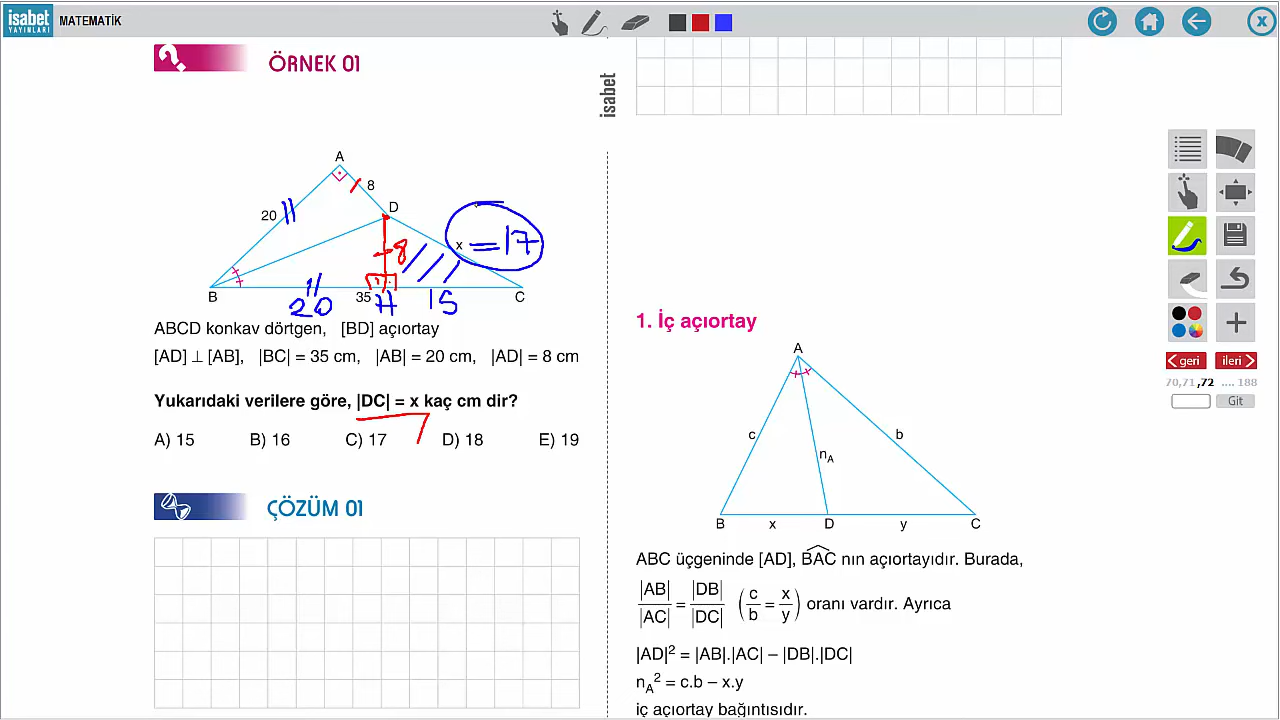 isabet
YAYINLARI
MATEMATİK
ÖRNEK 01
A
8
D
20
8
x = 17
B
20
35
H
15
C
ABCD konkav dörtgen, [BD] açıortay
[AD] ⊥ [AB], |BC| = 35 cm, |AB| = 20 cm, |AD| = 8 cm
Yukarıdaki verilere göre, |DC| = x kaç cm dir?
A) 15 B) 16 C) 17 D) 18 E) 19
ÇÖZÜM 01
isabet
1. İç açıortay
A
c
b
nA
B
x
D
y
C
ABC üçgeninde [AD], BAC nın açıortayıdır. Burada,
|AB|/|AC| = |DB|/|DC| (c/b = x/y) oranı vardır. Ayrıca
|AD|² = |AB|.|AC| – |DB|.|DC|
nA² = c.b – x.y
iç açıortay bağıntısıdır.
x
geri
ileri
70,71 ,72 .... 188
Git